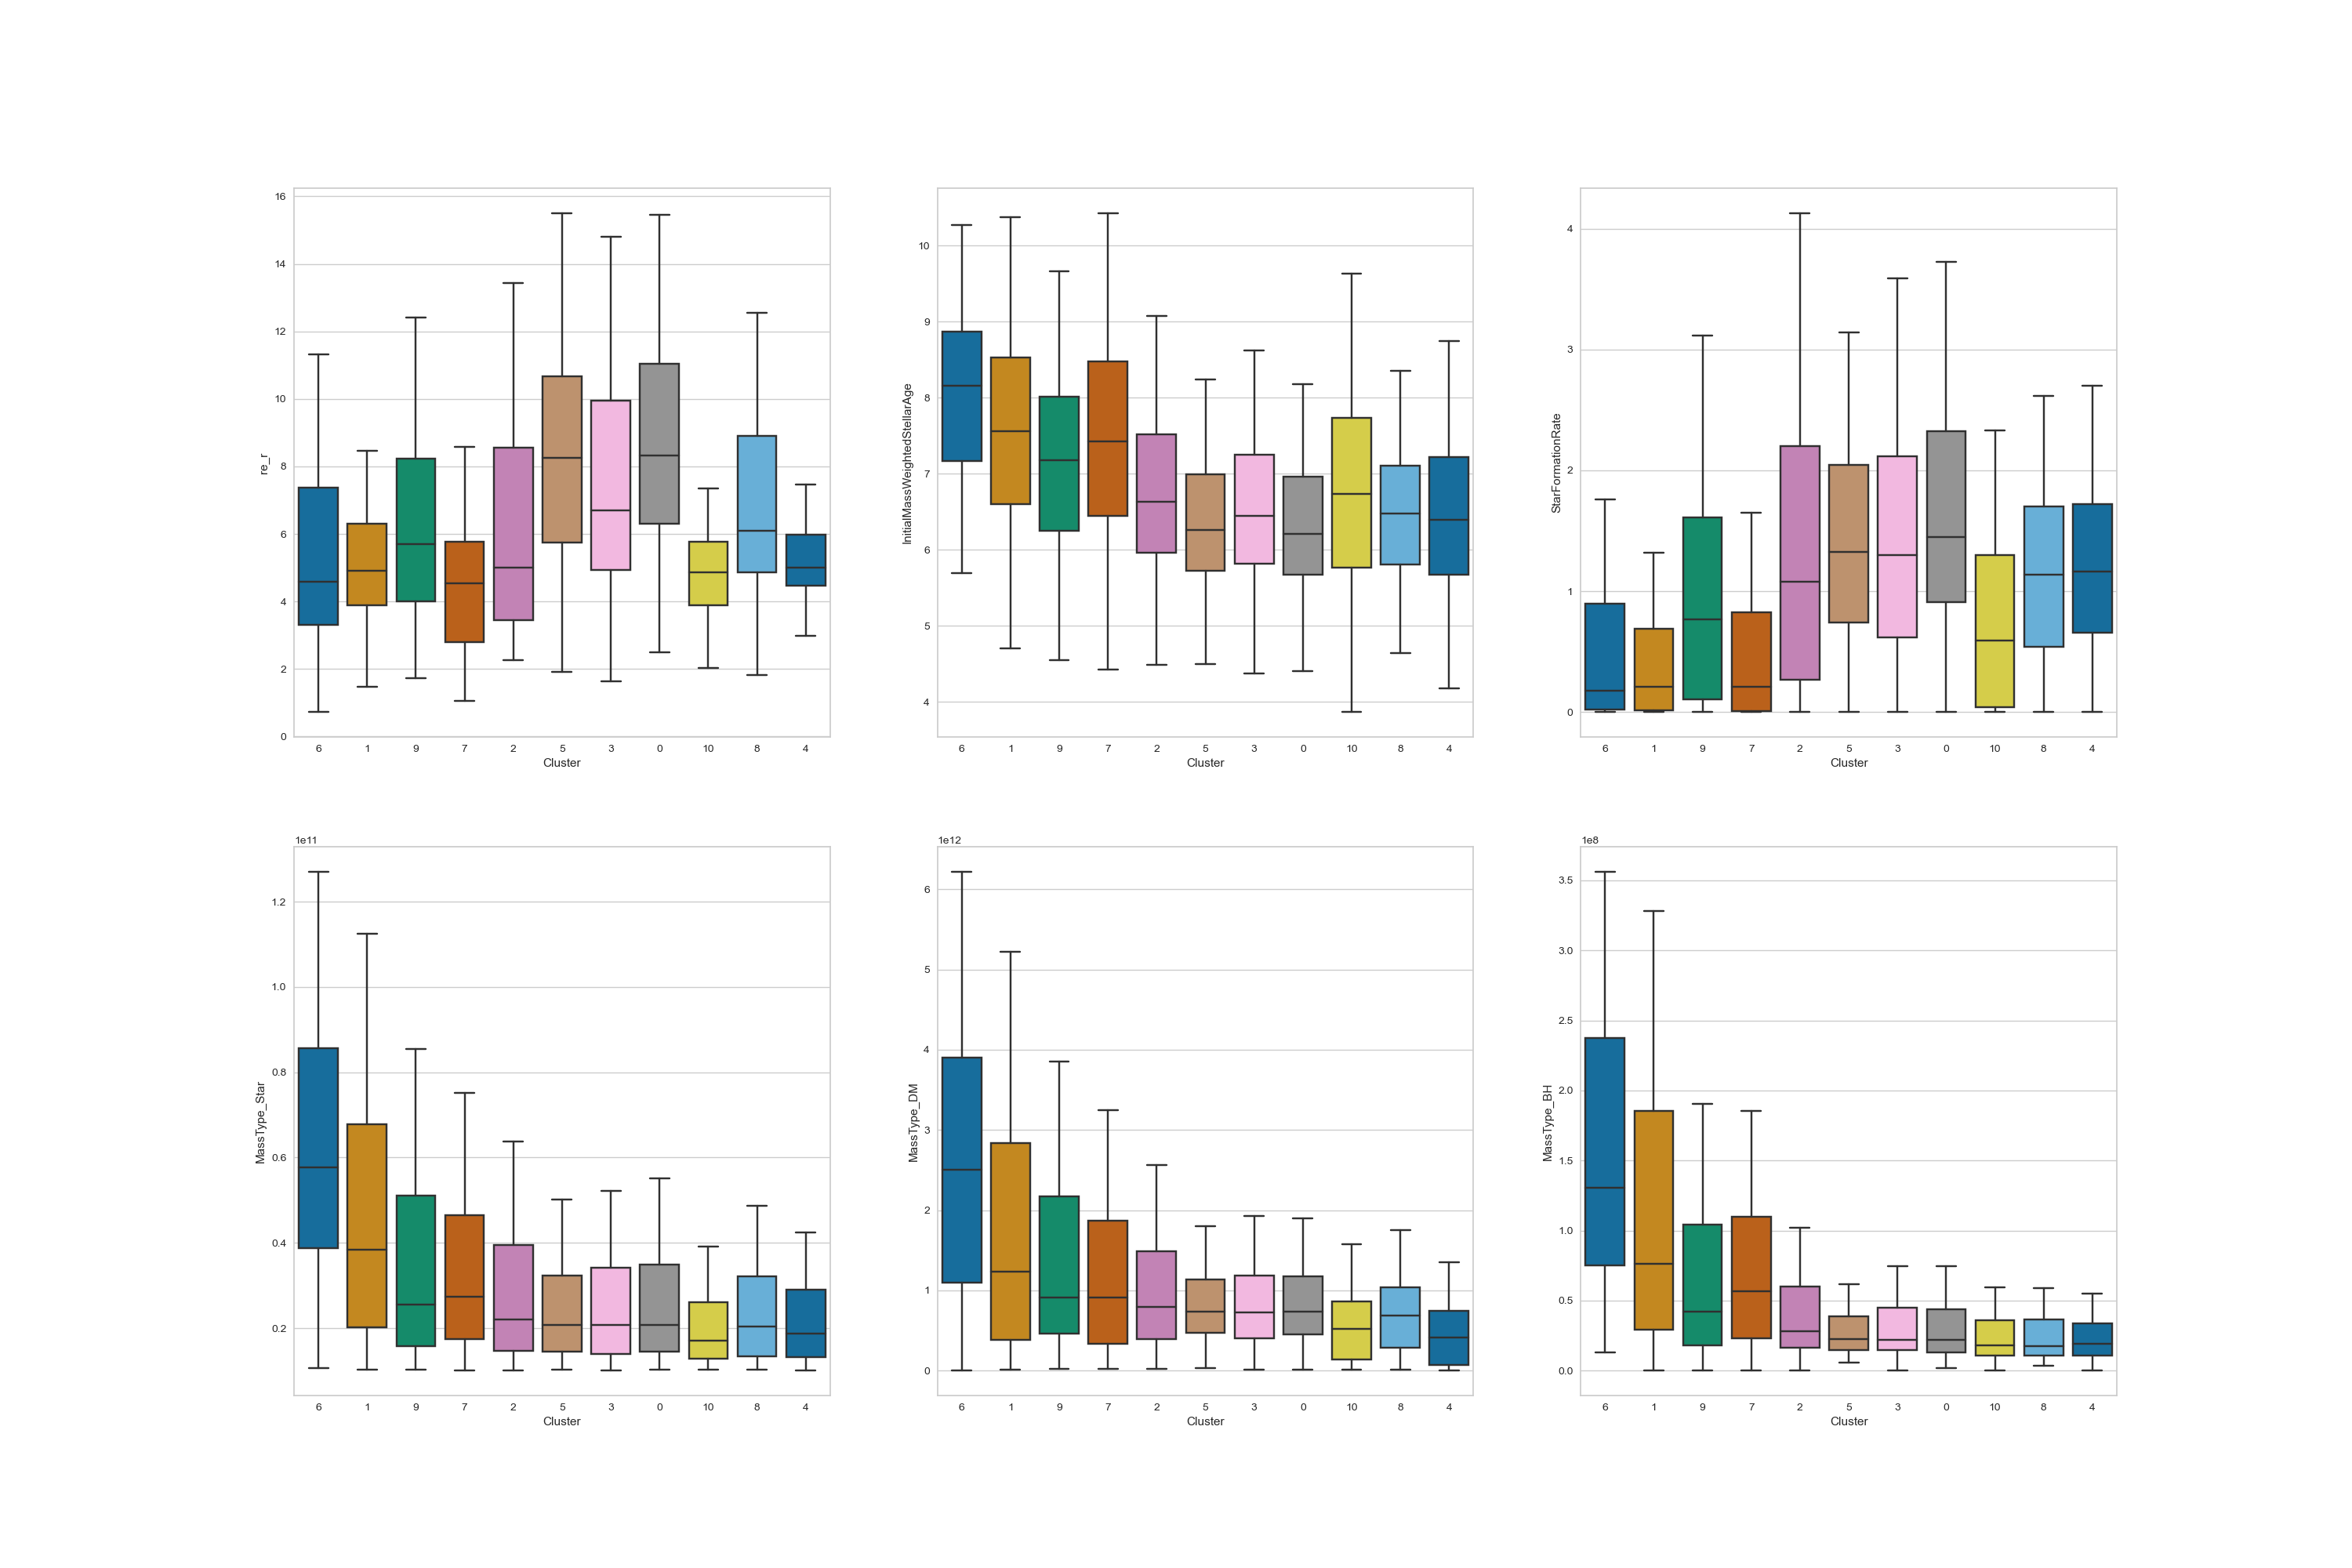 re_r
16
14
12
10
8
6
4
2
0
6 1 9 7 2 5 3 0 10 8 4
Cluster
InitialMassWeightedStellarAge
10
9
8
7
6
5
4
6 1 9 7 2 5 3 0 10 8 4
Cluster
StarFormationRate
4
3
2
1
0
6 1 9 7 2 5 3 0 10 8 4
Cluster
1e11
MassType_Star
1.2
1.0
0.8
0.6
0.4
0.2
6 1 9 7 2 5 3 0 10 8 4
Cluster
1e12
MassType_DM
6
5
4
3
2
1
0
6 1 9 7 2 5 3 0 10 8 4
Cluster
1e8
MassType_BH
3.5
3.0
2.5
2.0
1.5
1.0
0.5
0.0
6 1 9 7 2 5 3 0 10 8 4
Cluster